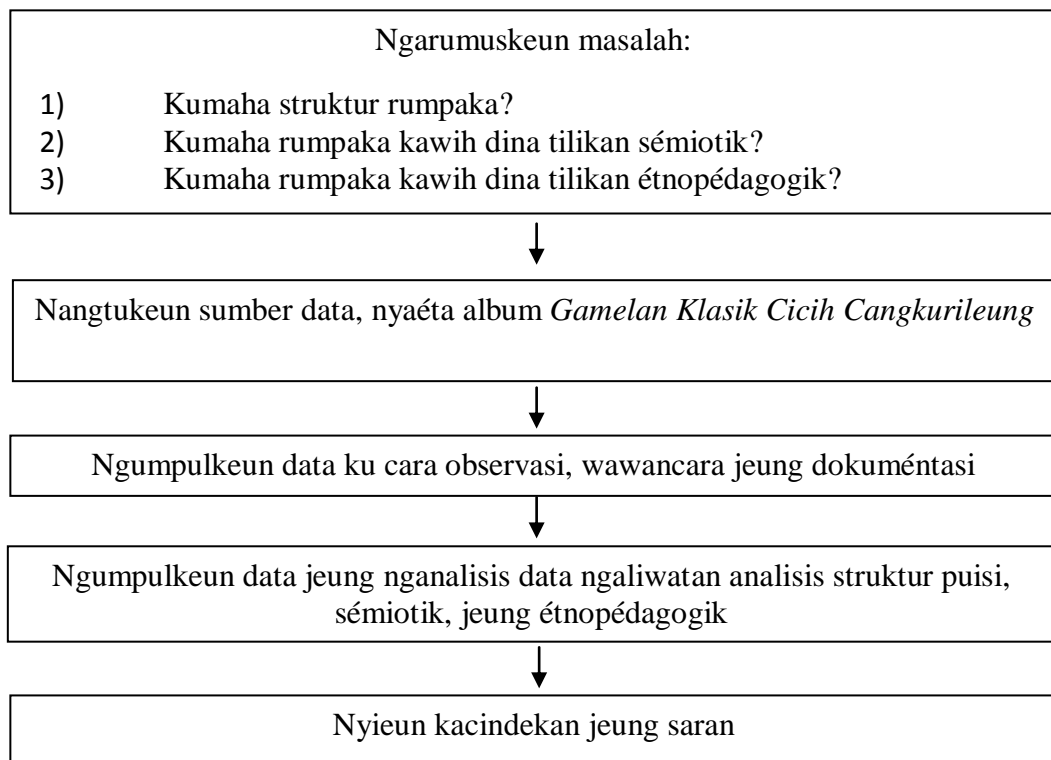 Ngarumuskeun masalah:
1) Kumaha struktur rumpaka?
2) Kumaha rumpaka kawih dina tilikan sémiotik?
3) Kumaha rumpaka kawih dina tilikan étnopédagogik?
Nangtukeun sumber data, nyaéta album Gamelan Klasik Cicih Cangkurileung
Ngumpulkeun data ku cara observasi, wawancara jeung dokuméntasi
Ngumpulkeun data jeung nganalisis data ngaliwatan analisis struktur puisi,
sémiotik, jeung étnopédagogik
Nyieun kacindekan jeung saran